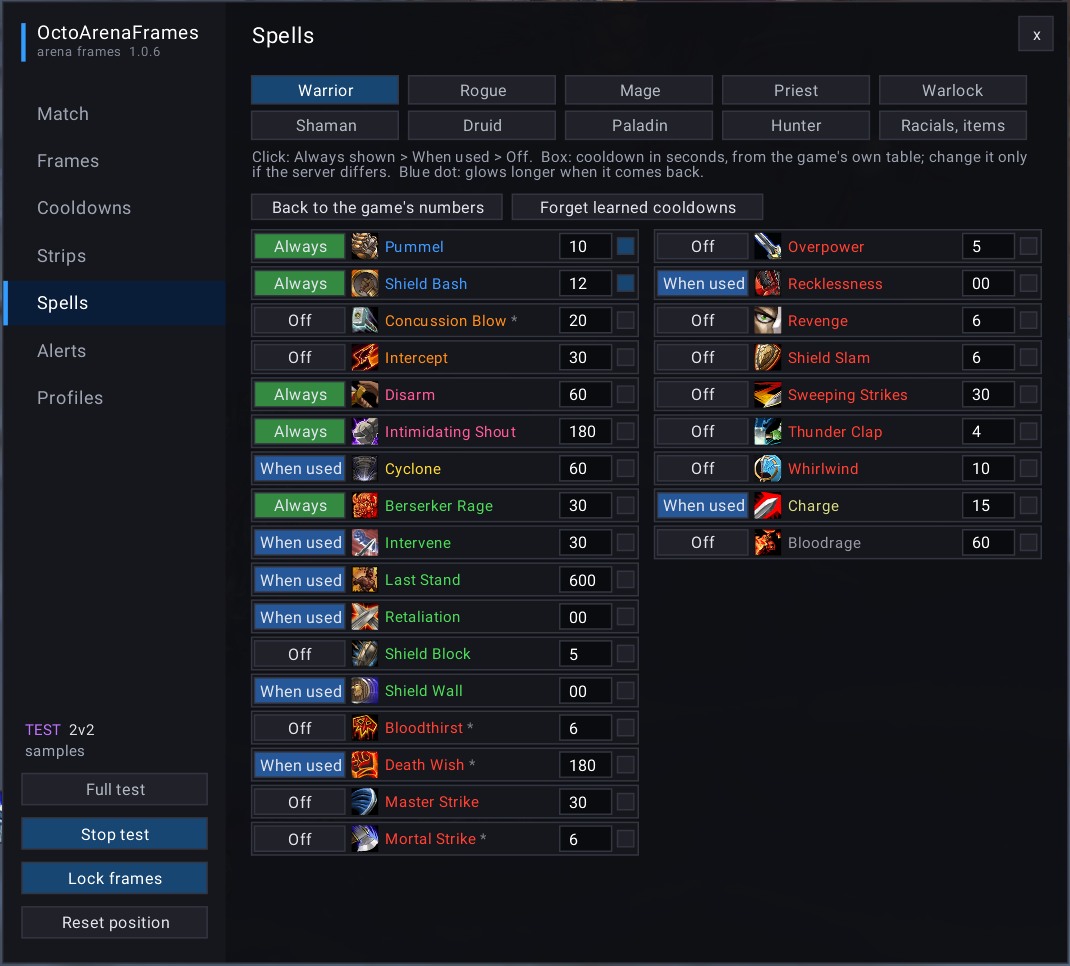 OctoArenaFrames
arena frames 1.0.6
Match
Frames
Cooldowns
Strips
Spells
Alerts
Profiles
TEST 2v2
samples
Full test
Stop test
Lock frames
Reset position
Spells
x
Warrior Rogue Mage Priest Warlock
Shaman Druid Paladin Hunter Racials, items
Click: Always shown > When used > Off. Box: cooldown in seconds, from the game's own table; change it only
if the server differs. Blue dot: glows longer when it comes back.
Back to the game's numbers Forget learned cooldowns
Always Pummel 10
Always Shield Bash 12
Off Concussion Blow * 20
Off Intercept 30
Always Disarm 60
Always Intimidating Shout 180
When used Cyclone 60
Always Berserker Rage 30
When used Intervene 30
When used Last Stand 600
When used Retaliation 00
Off Shield Block 5
When used Shield Wall 00
Off Bloodthirst * 6
When used Death Wish * 180
Off Master Strike 30
Off Mortal Strike * 6
Off Overpower 5
When used Recklessness 00
Off Revenge 6
Off Shield Slam 6
Off Sweeping Strikes 30
Off Thunder Clap 4
Off Whirlwind 10
When used Charge 15
Off Bloodrage 60